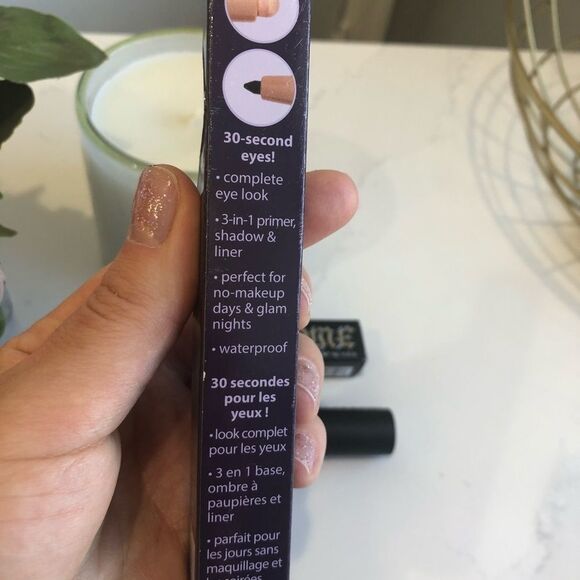 30-second
eyes!
• complete
eye look
• 3-in-1 primer,
shadow &
liner
• perfect for
no-makeup
days & glam
nights
• waterproof
30 secondes
pour les
yeux !
• look complet
pour les yeux
• 3 en 1 base,
ombre à
paupières et
liner
• parfait pour
les jours sans
maquillage et